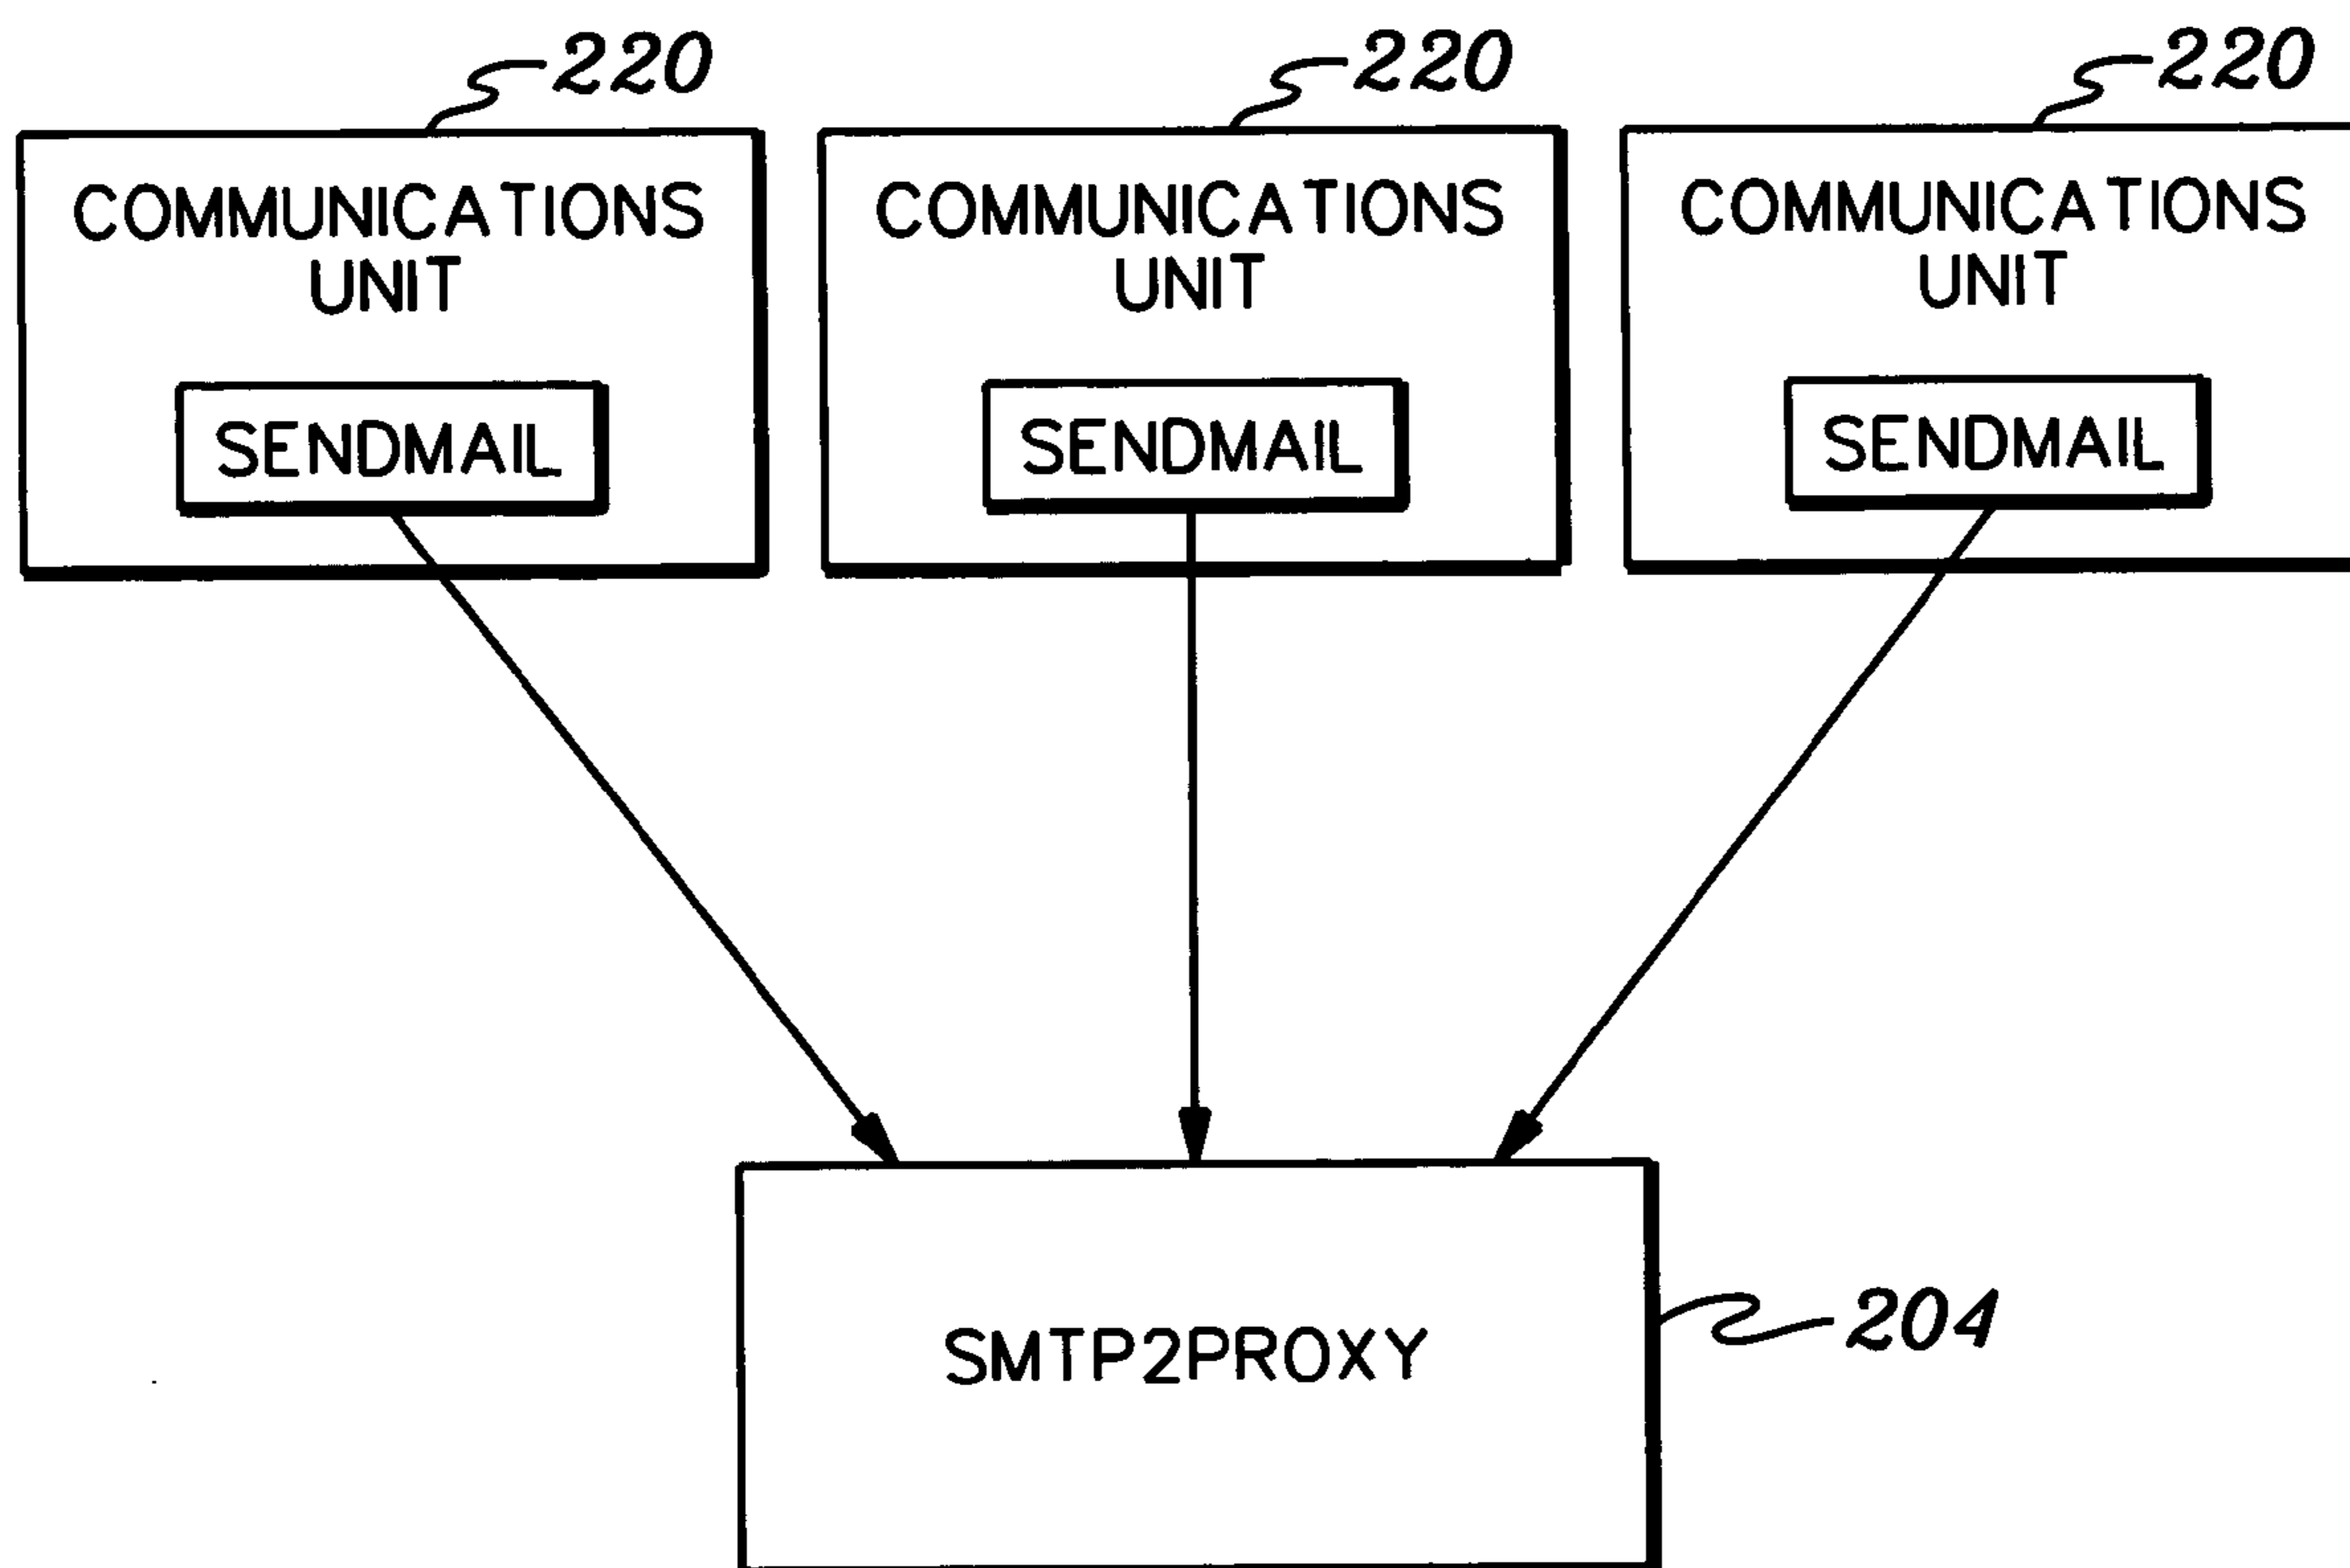 220 220 220
COMMUNICATIONS UNIT
SENDMAIL
COMMUNICATIONS UNIT
SENDMAIL
COMMUNICATIONS UNIT
SENDMAIL
SMTP2PROXY
204